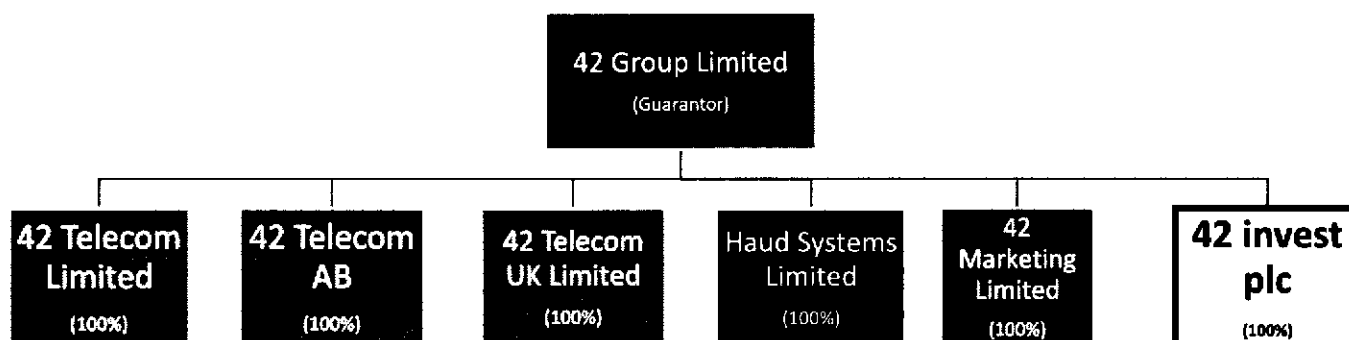 42 Group Limited
(Guarantor)
42 Telecom
Limited
(100%)
42 Telecom
AB
(100%)
42 Telecom
UK Limited
(100%)
Haud Systems
Limited
(100%)
42
Marketing
Limited
(100%)
42 invest
plc
(100%)